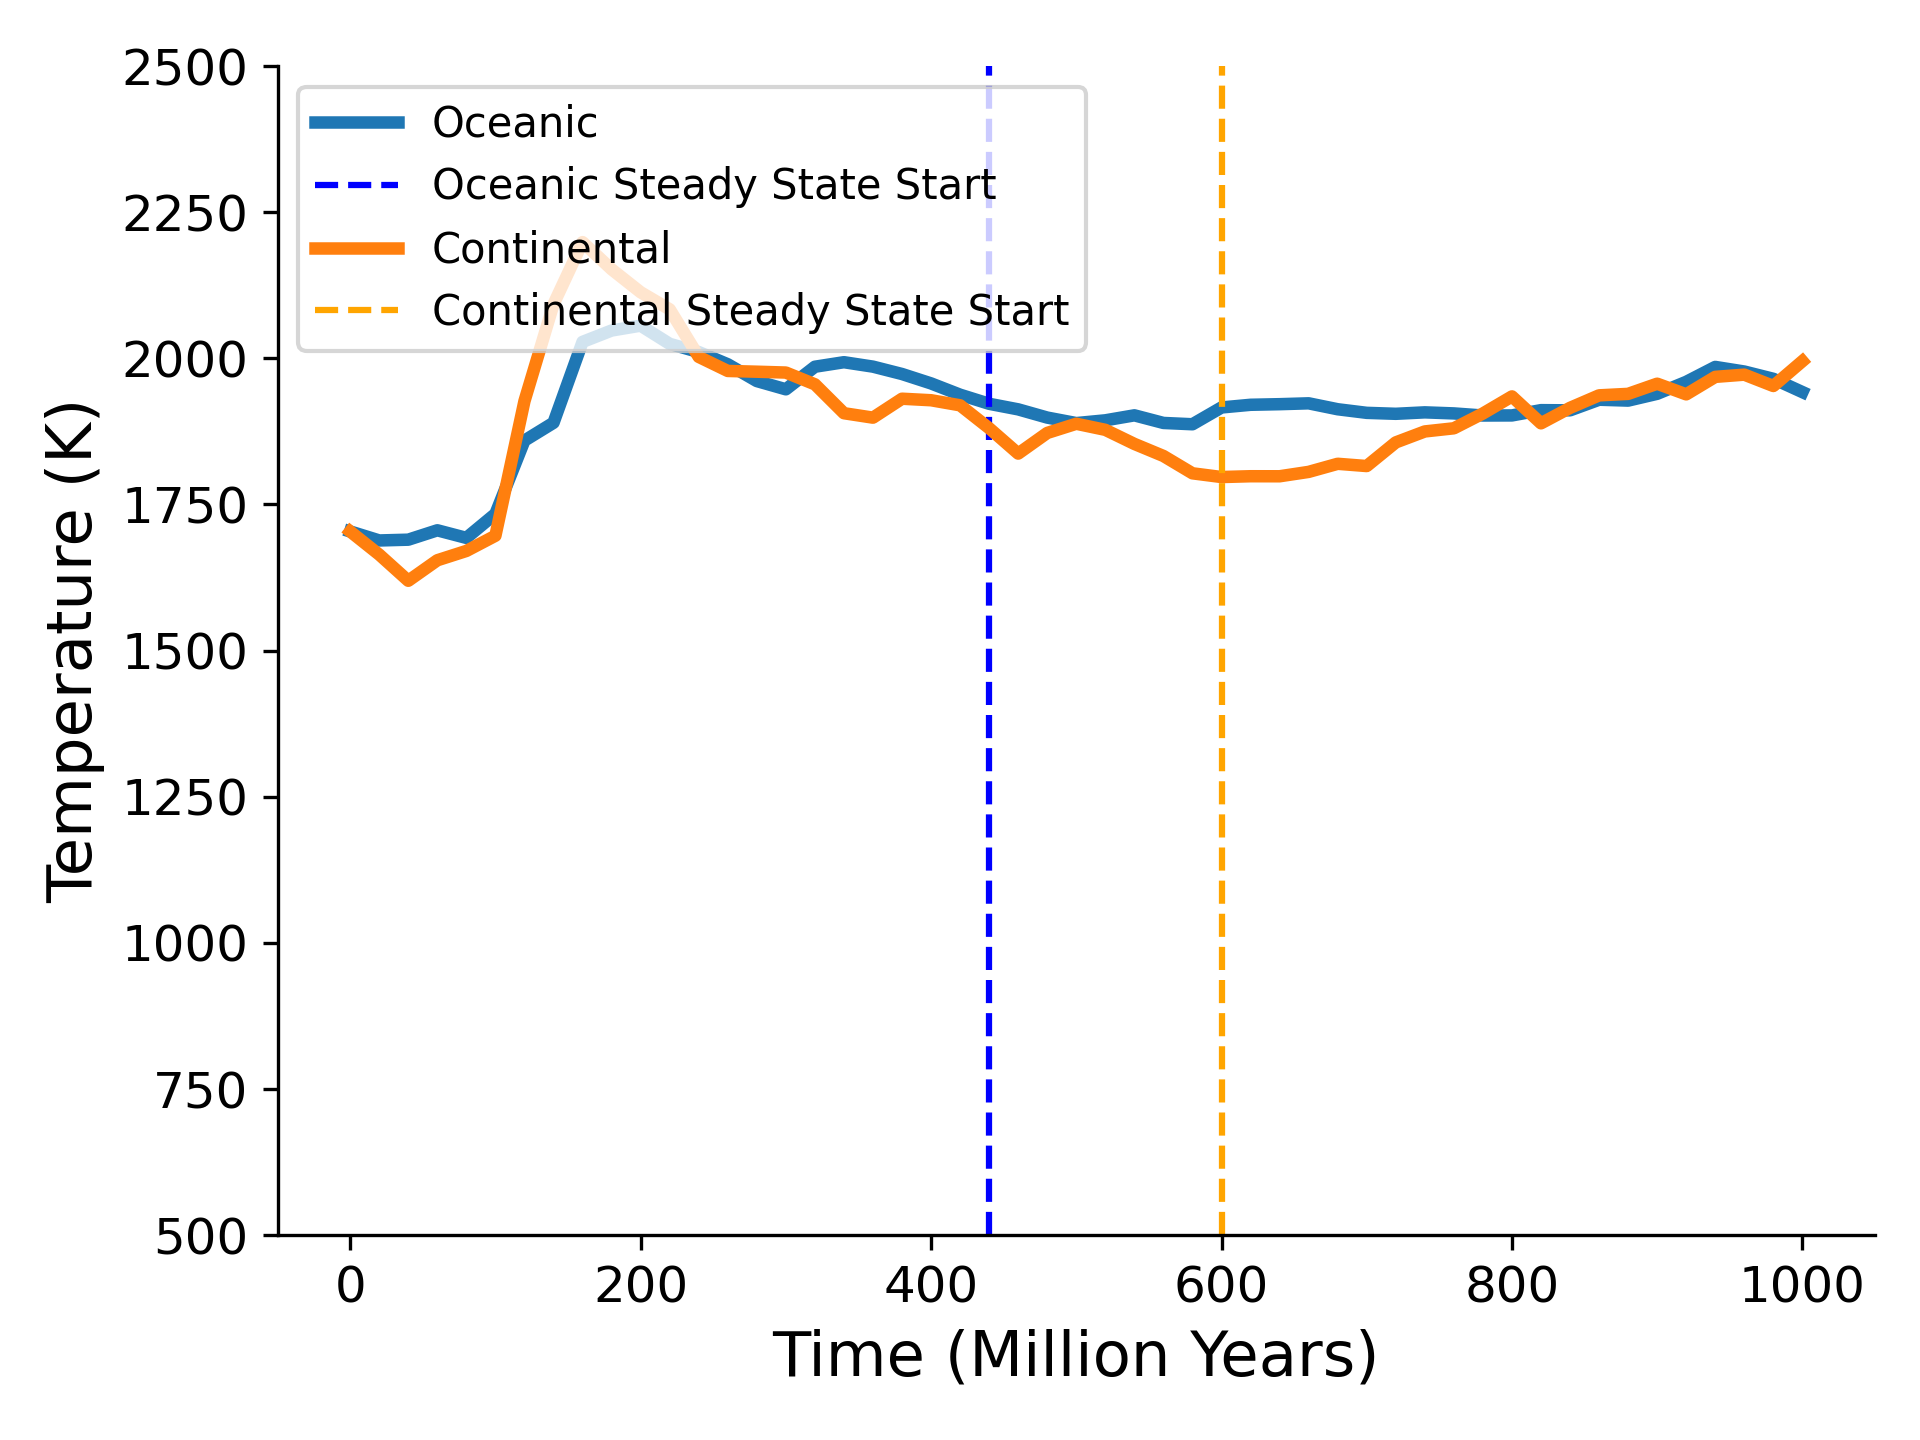 2500
2250
2000
1750
1500
1250
1000
750
500
Temperature (K)
Oceanic
Oceanic Steady State Start
Continental
Continental Steady State Start
0 200 400 600 800 1000
Time (Million Years)